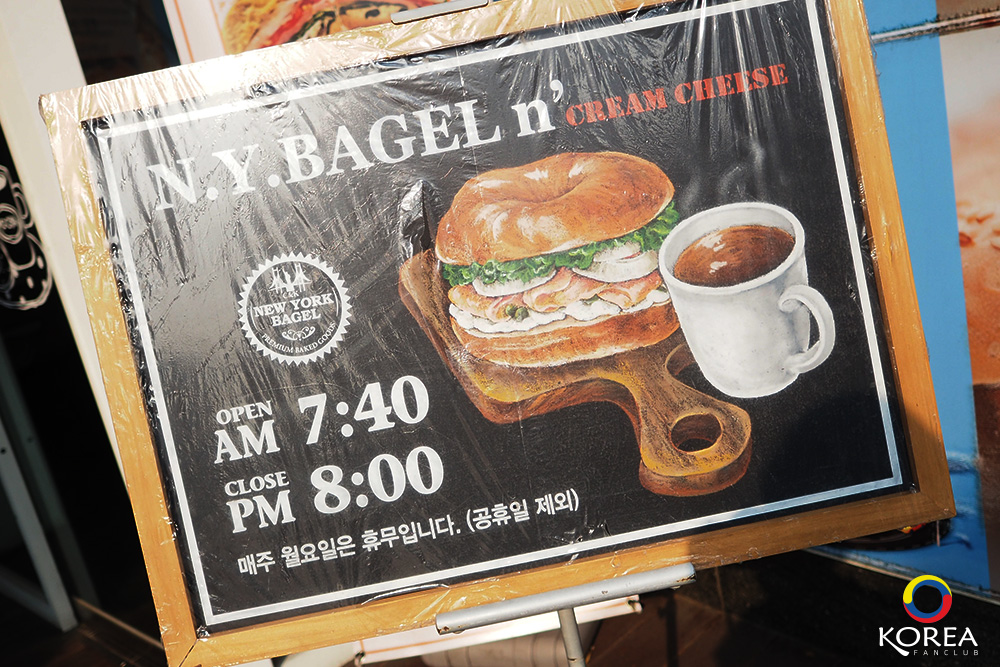 N.Y.BAGEL n' CREAM CHEESE
NEW YORK
BAGEL
PREMIUM BAKED GOODS
OPEN
AM 7:40
CLOSE
PM 8:00
매주 월요일은 휴무입니다. (공휴일 제외)
KOREA
FANCLUB